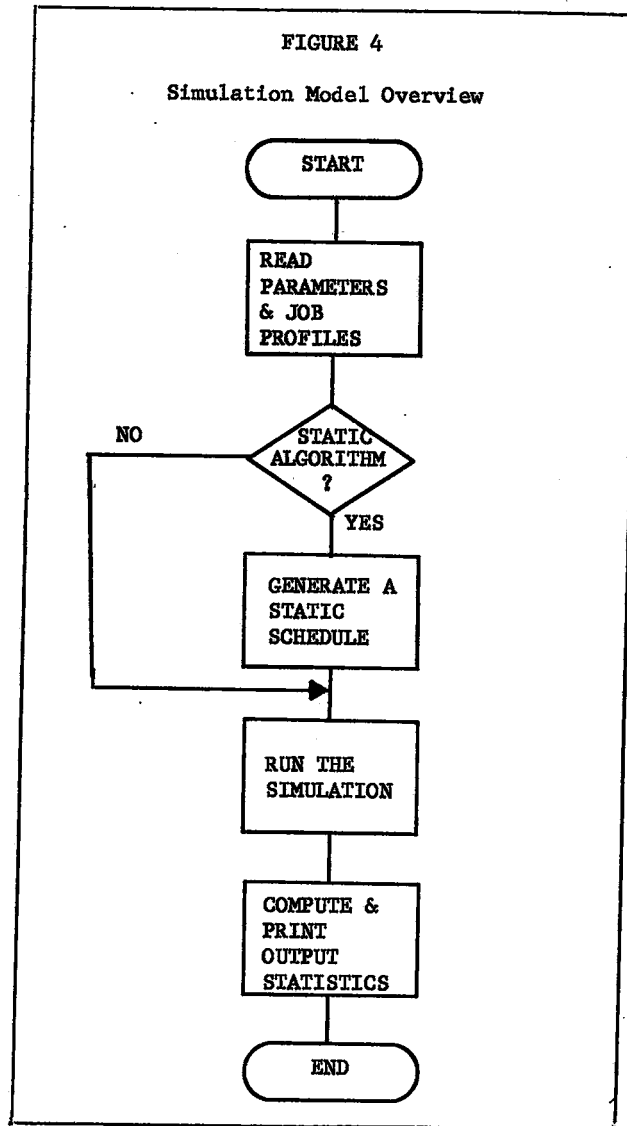 FIGURE 4
Simulation Model Overview
START
READ
PARAMETERS
& JOB
PROFILES
STATIC
ALGORITHM
?
NO
YES
GENERATE A
STATIC
SCHEDULE
RUN THE
SIMULATION
COMPUTE &
PRINT
OUTPUT
STATISTICS
END